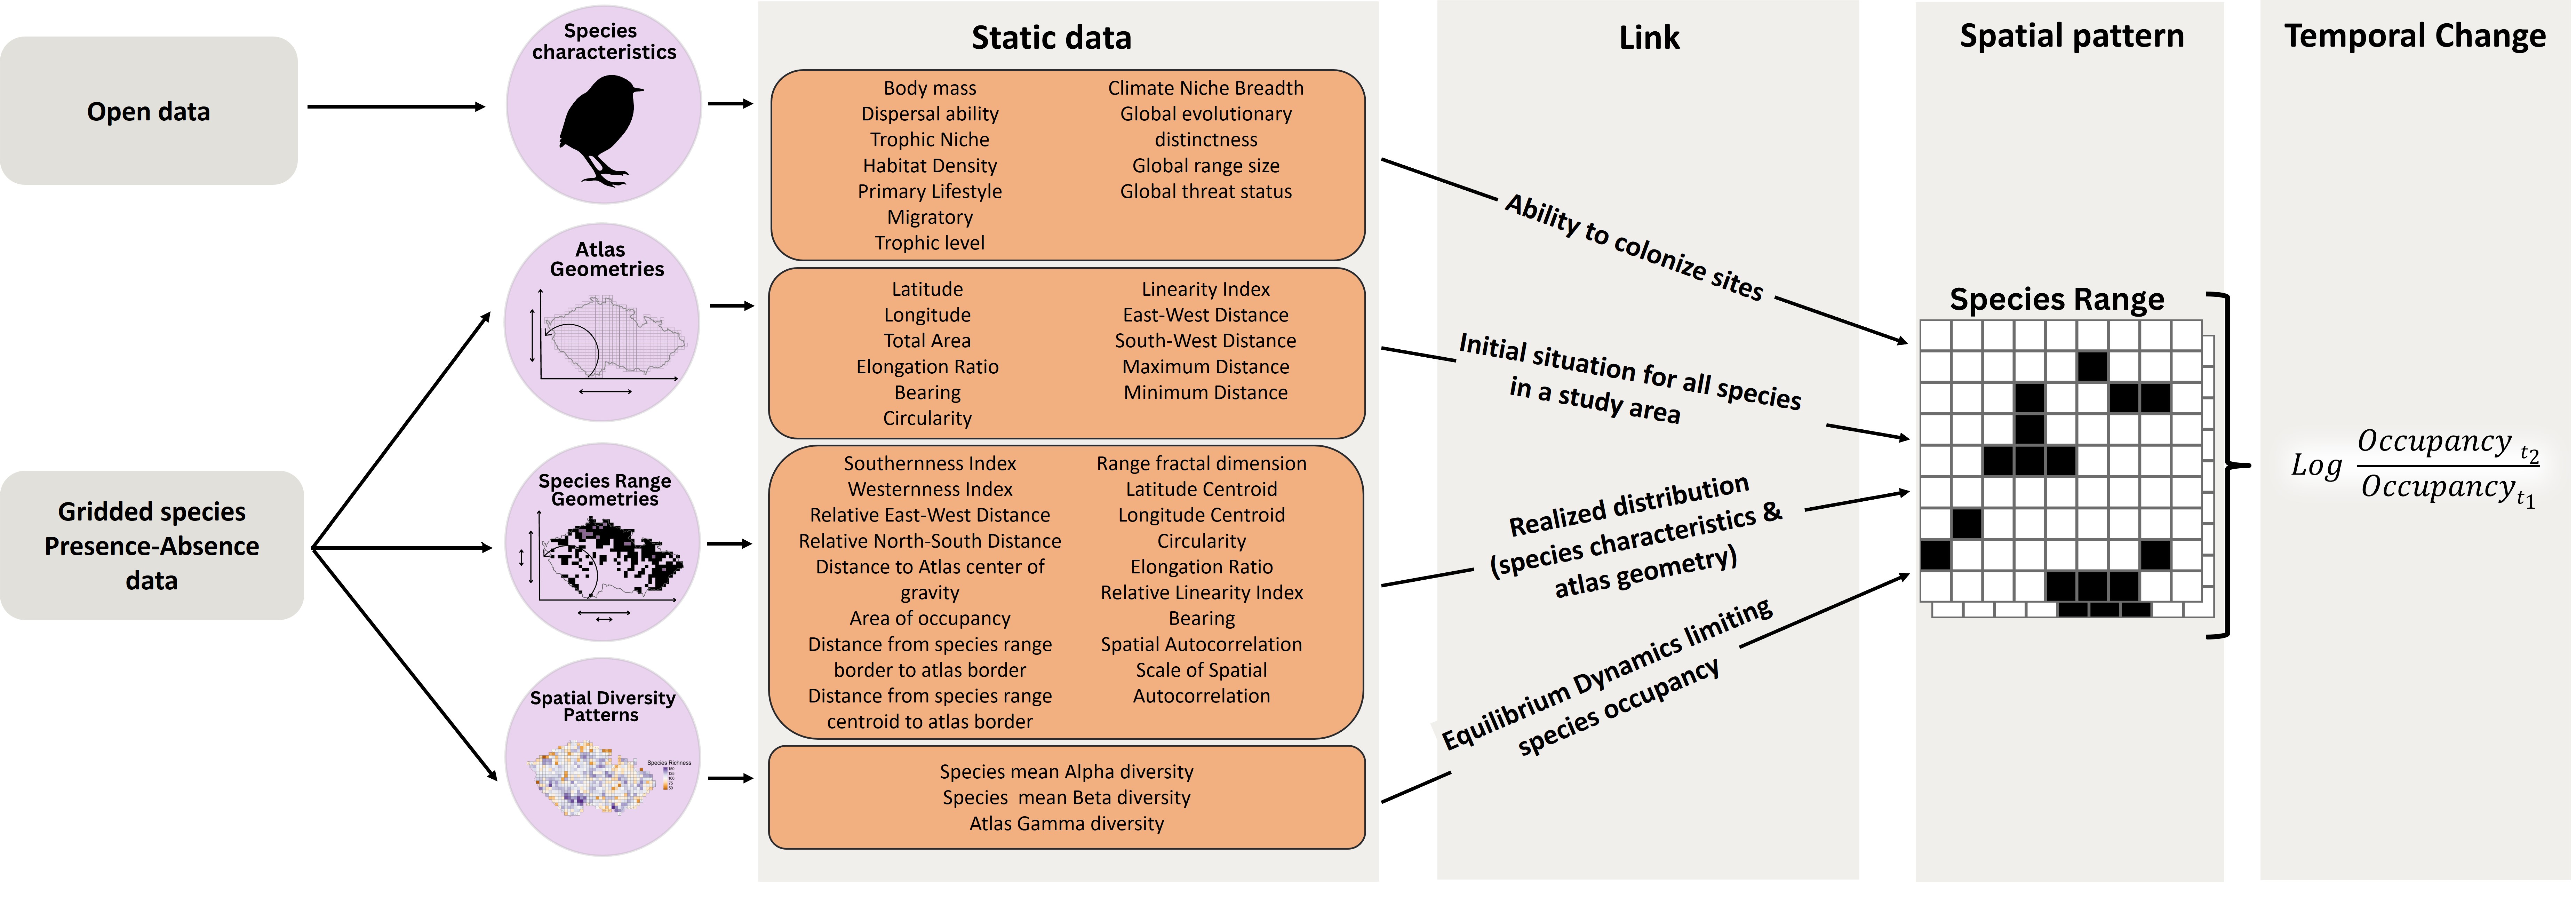 Open data
Gridded species
Presence-Absence
data
Species
characteristics
Atlas
Geometries
Species Range
Geometries
Spatial Diversity
Patterns
Species Richness
Static data
Body mass
Dispersal ability
Trophic Niche
Habitat Density
Primary Lifestyle
Migratory
Trophic level
Climate Niche Breadth
Global evolutionary
distinctness
Global range size
Global threat status
Latitude
Longitude
Total Area
Elongation Ratio
Bearing
Circularity
Linearity Index
East-West Distance
South-West Distance
Maximum Distance
Minimum Distance
Southernness Index
Westernness Index
Relative East-West Distance
Relative North-South Distance
Distance to Atlas center of
gravity
Area of occupancy
Distance from species range
border to atlas border
Distance from species range
centroid to atlas border
Range fractal dimension
Latitude Centroid
Longitude Centroid
Circularity
Elongation Ratio
Relative Linearity Index
Bearing
Spatial Autocorrelation
Scale of Spatial
Autocorrelation
Species mean Alpha diversity
Species mean Beta diversity
Atlas Gamma diversity
Link
Ability to colonize sites
Initial situation for all species
in a study area
Realized distribution
(species characteristics &
atlas geometry)
Equilibrium Dynamics limiting
species occupancy
Spatial pattern
Species Range
Temporal Change
Log
Occupancy t2
Occupancy t1